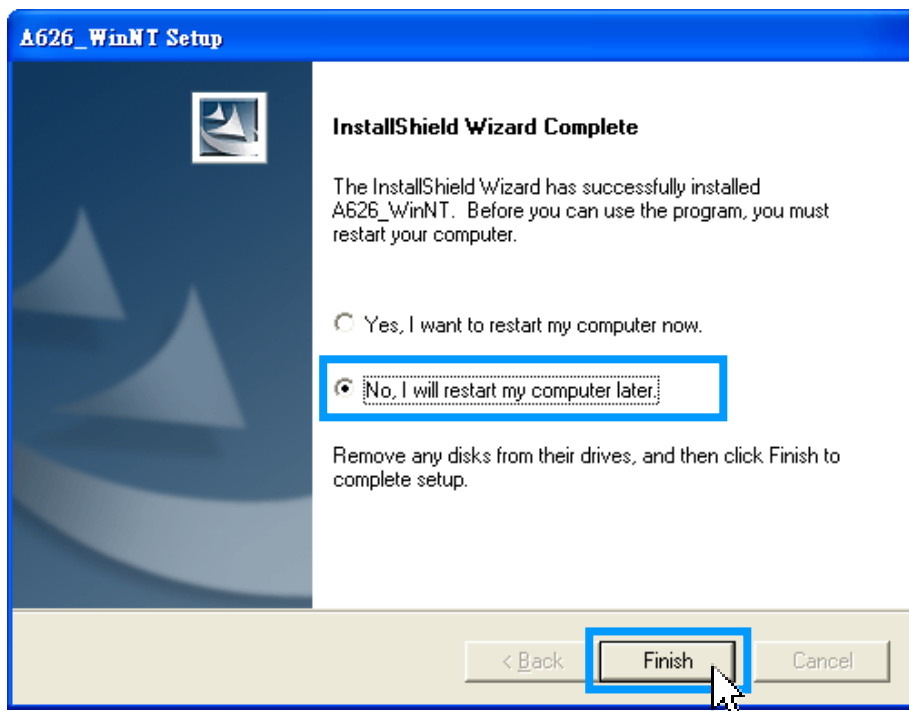 A626_WinNT Setup
InstallShield Wizard Complete
The InstallShield Wizard has successfully installed
A626_WinNT. Before you can use the program, you must
restart your computer.
Yes, I want to restart my computer now.
No, I will restart my computer later.
Remove any disks from their drives, and then click Finish to
complete setup.
< Back Finish Cancel